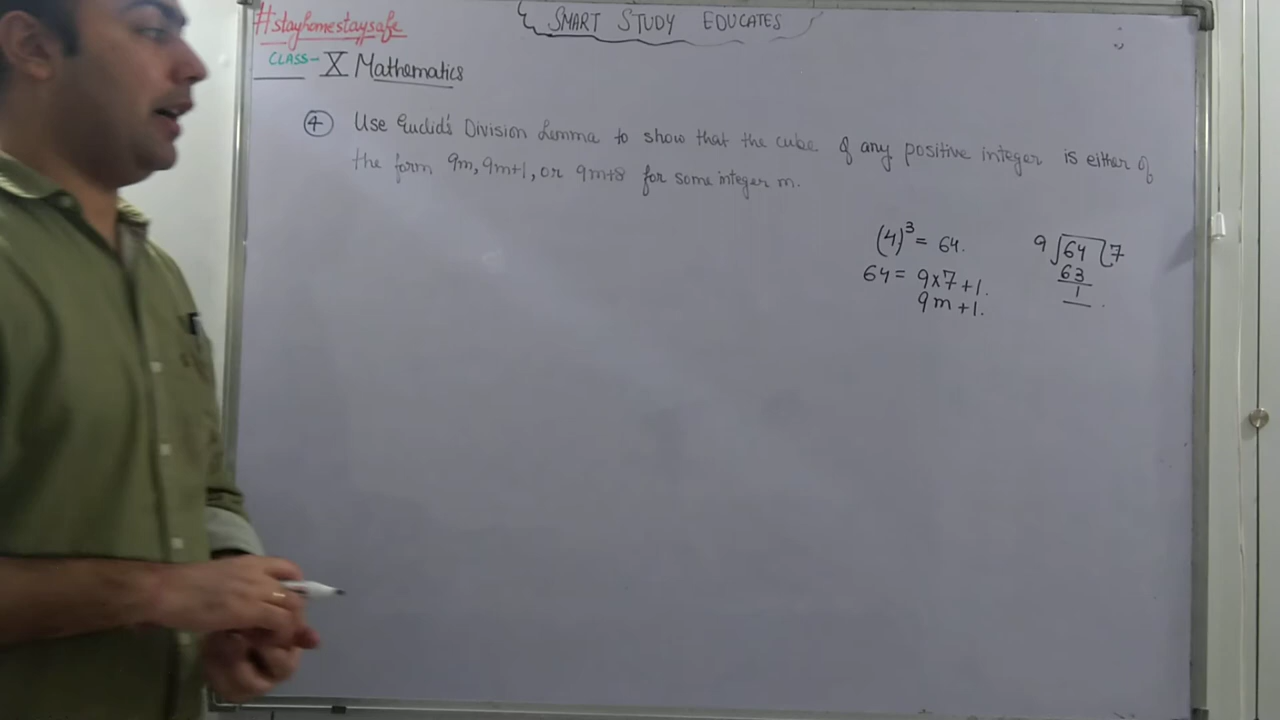 #stayhomestaysafe
SMART STUDY EDUCATES
CLASS- X Mathematics
4 Use Euclid's Division Lemma to show that the cube of any positive integer is either of
the form 9m, 9m+1, or 9m+8 for some integer m.
(4)³ = 64.
64 = 9x7+1.
9m+1.
9 64 7
63
1